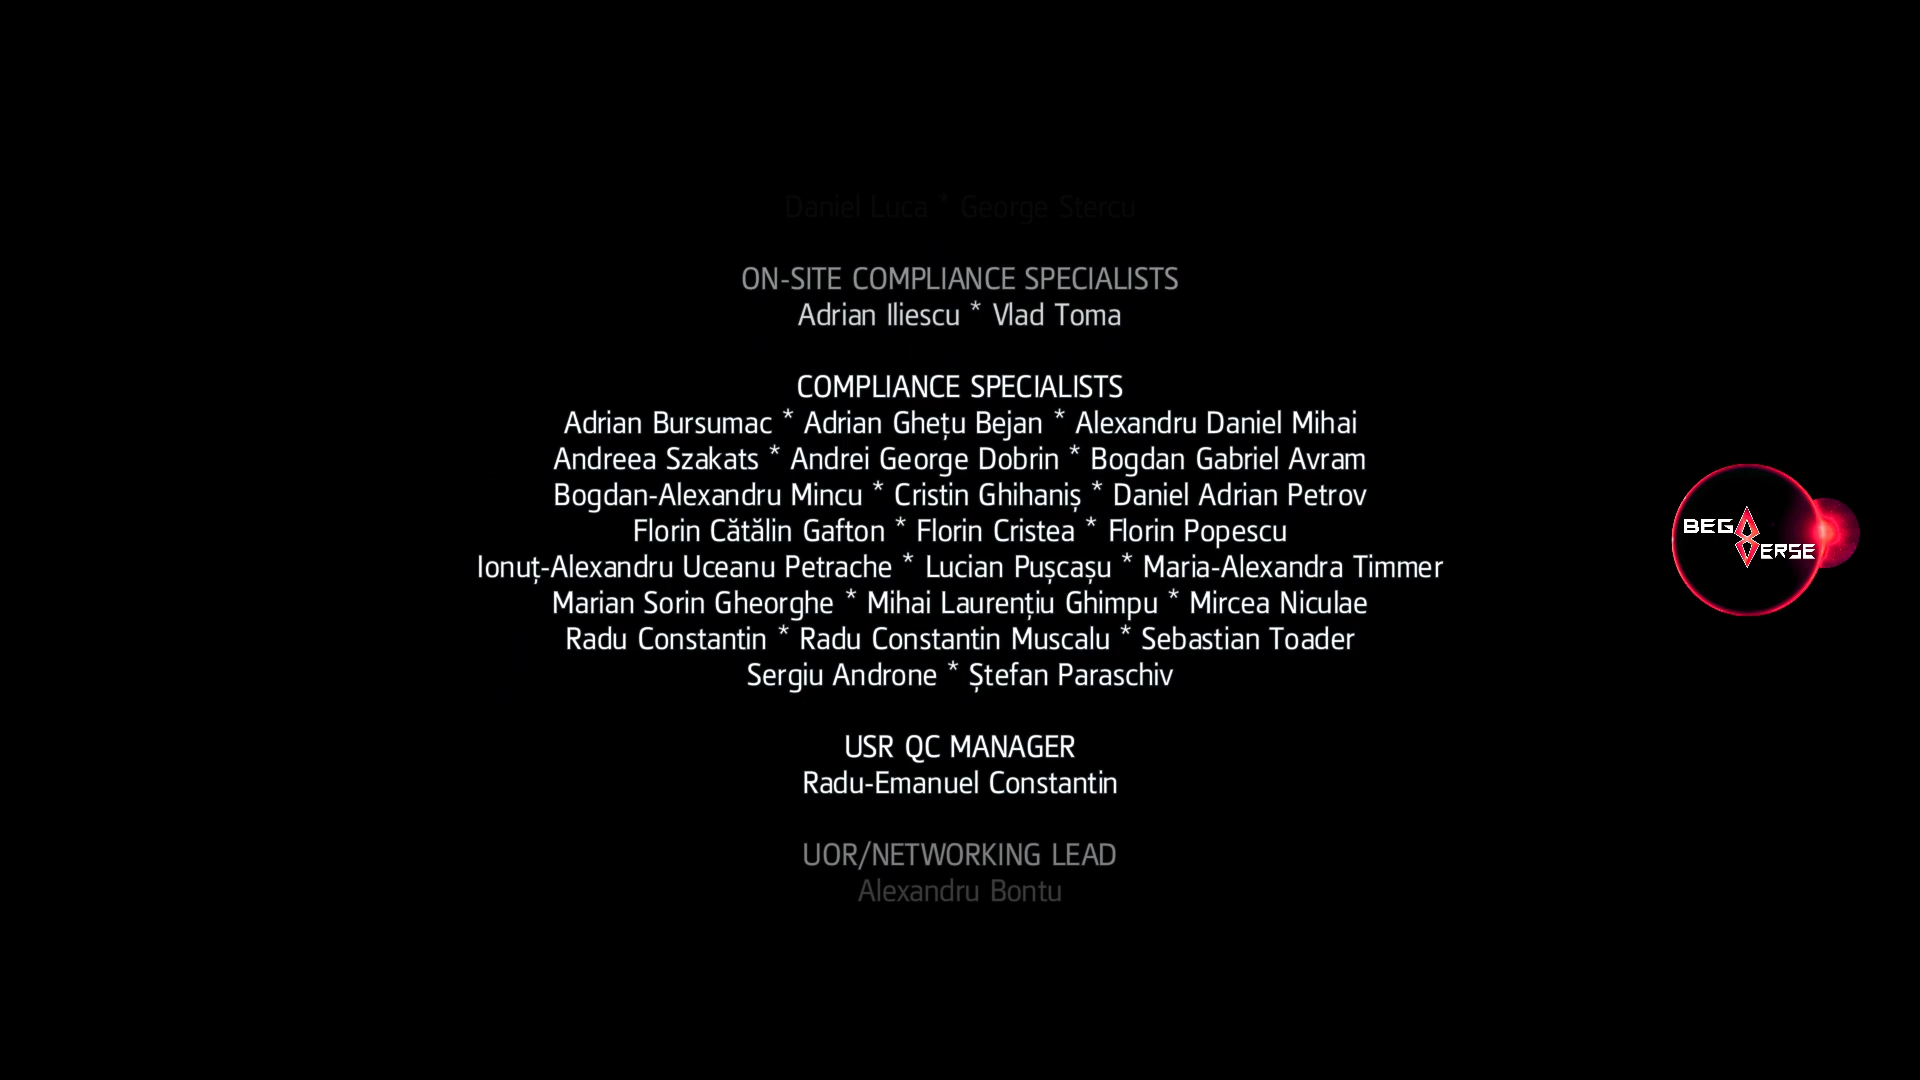 Daniel Luca * George Stercu
ON-SITE COMPLIANCE SPECIALISTS
Adrian Iliescu * Vlad Toma
COMPLIANCE SPECIALISTS
Adrian Bursumac * Adrian Ghețu Bejan * Alexandru Daniel Mihai
Andreea Szakats * Andrei George Dobrin * Bogdan Gabriel Avram
Bogdan-Alexandru Mincu * Cristin Ghihaniș * Daniel Adrian Petrov
Florin Cătălin Gafton * Florin Cristea * Florin Popescu
Ionuț-Alexandru Uceanu Petrache * Lucian Pușcașu * Maria-Alexandra Timmer
Marian Sorin Gheorghe * Mihai Laurențiu Ghimpu * Mircea Niculae
Radu Constantin * Radu Constantin Muscalu * Sebastian Toader
Sergiu Androne * Ștefan Paraschiv
USR QC MANAGER
Radu-Emanuel Constantin
UOR/NETWORKING LEAD
Alexandru Bontu
BEGA
VERSE